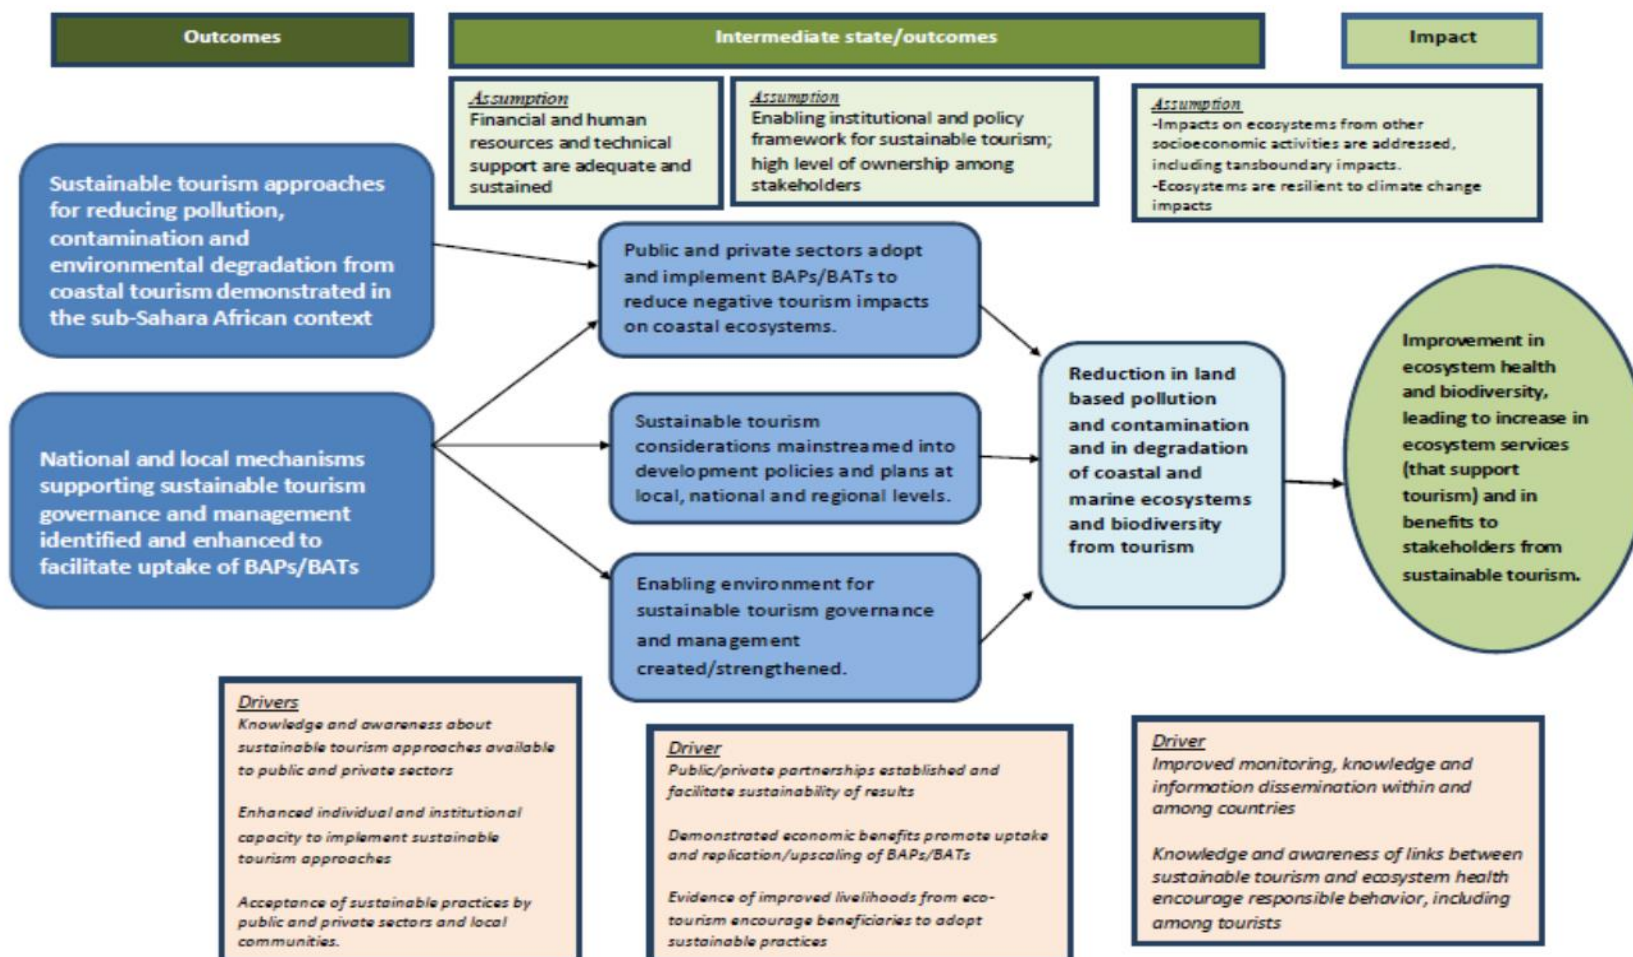 Outcomes
Intermediate state/outcomes
Impact
Assumption
Financial and human
resources and technical
support are adequate and
sustained
Assumption
Enabling institutional and policy
framework for sustainable tourism;
high level of ownership among
stakeholders
Assumption
-Impacts on ecosystems from other
socioeconomic activities are addressed,
including tansboundary impacts.
-Ecosystems are resilient to climate change
impacts
Sustainable tourism approaches
for reducing pollution,
contamination and
environmental degradation from
coastal tourism demonstrated in
the sub-Sahara African context
National and local mechanisms
supporting sustainable tourism
governance and management
identified and enhanced to
facilitate uptake of BAPs/BATs
Public and private sectors adopt
and implement BAPs/BATs to
reduce negative tourism impacts
on coastal ecosystems.
Sustainable tourism
considerations mainstreamed into
development policies and plans at
local, national and regional levels.
Enabling environment for
sustainable tourism governance
and management
created/strengthened.
Reduction in land
based pollution
and contamination
and in degradation
of coastal and
marine ecosystems
and biodiversity
from tourism
Improvement in
ecosystem health
and biodiversity,
leading to increase in
ecosystem services
(that support
tourism) and in
benefits to
stakeholders from
sustainable tourism.
Drivers
Knowledge and awareness about
sustainable tourism approaches available
to public and private sectors
Enhanced individual and institutional
capacity to implement sustainable
tourism approaches
Acceptance of sustainable practices by
public and private sectors and local
communities.
Driver
Public/private partnerships established and
facilitate sustainability of results
Demonstrated economic benefits promote uptake
and replication/upscaling of BAPs/BATs
Evidence of improved livelihoods from eco-
tourism encourage beneficiaries to adopt
sustainable practices
Driver
Improved monitoring, knowledge and
information dissemination within and
among countries
Knowledge and awareness of links between
sustainable tourism and ecosystem health
encourage responsible behavior, including
among tourists